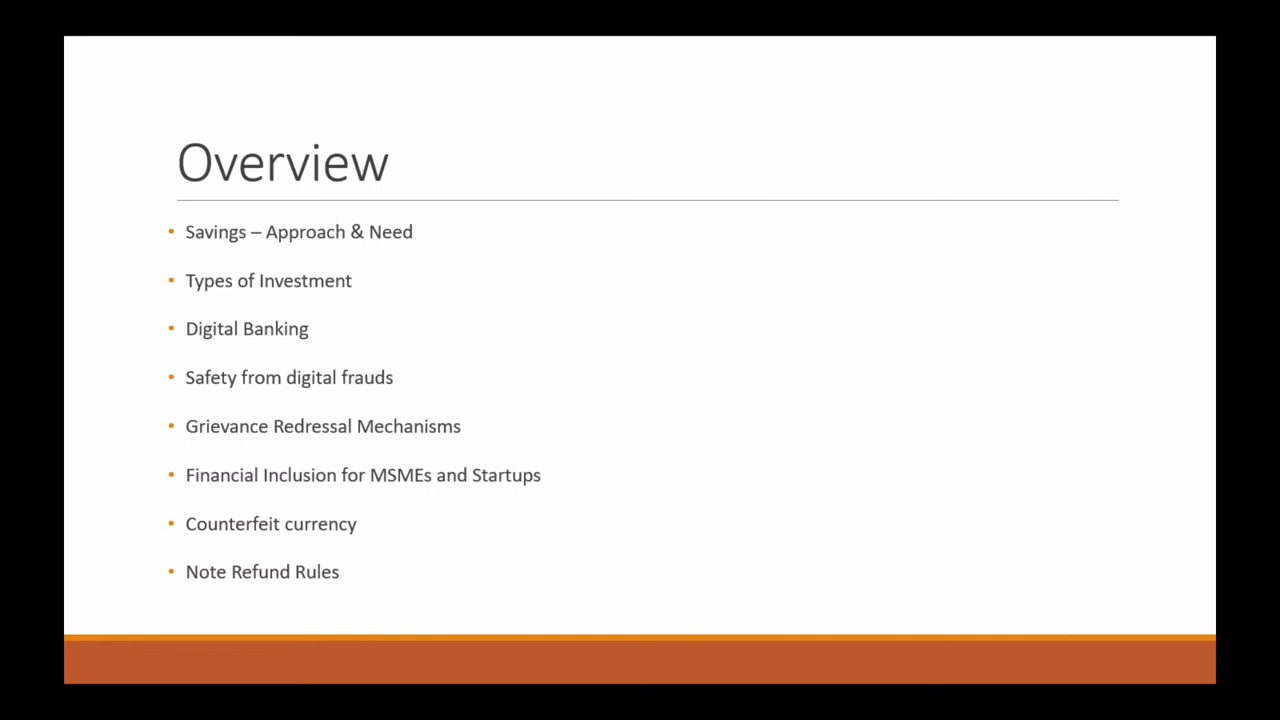 Overview
• Savings – Approach & Need
• Types of Investment
• Digital Banking
• Safety from digital frauds
• Grievance Redressal Mechanisms
• Financial Inclusion for MSMEs and Startups
• Counterfeit currency
• Note Refund Rules